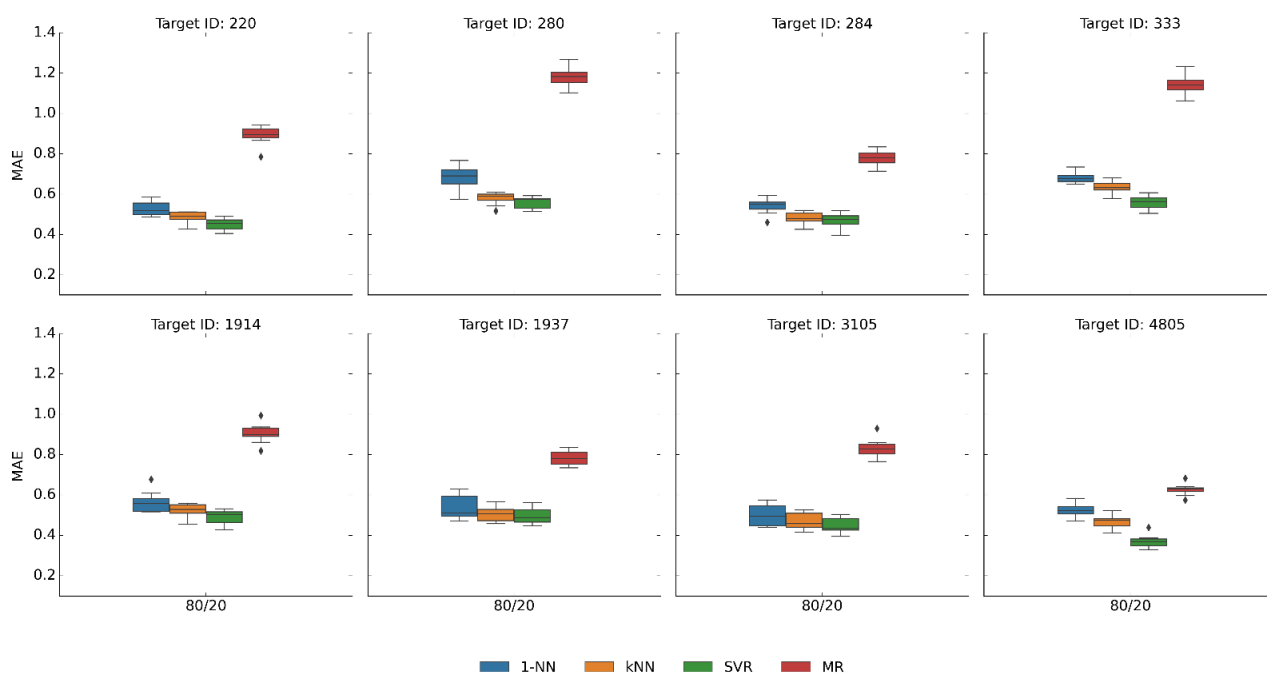 Target ID: 220 Target ID: 280 Target ID: 284 Target ID: 333
1.4
1.2
1.0
0.8
0.6
0.4
0.2
MAE
Target ID: 1914 Target ID: 1937 Target ID: 3105 Target ID: 4805
1.4
1.2
1.0
0.8
0.6
0.4
0.2
MAE
80/20 80/20 80/20 80/20
1-NN kNN SVR MR